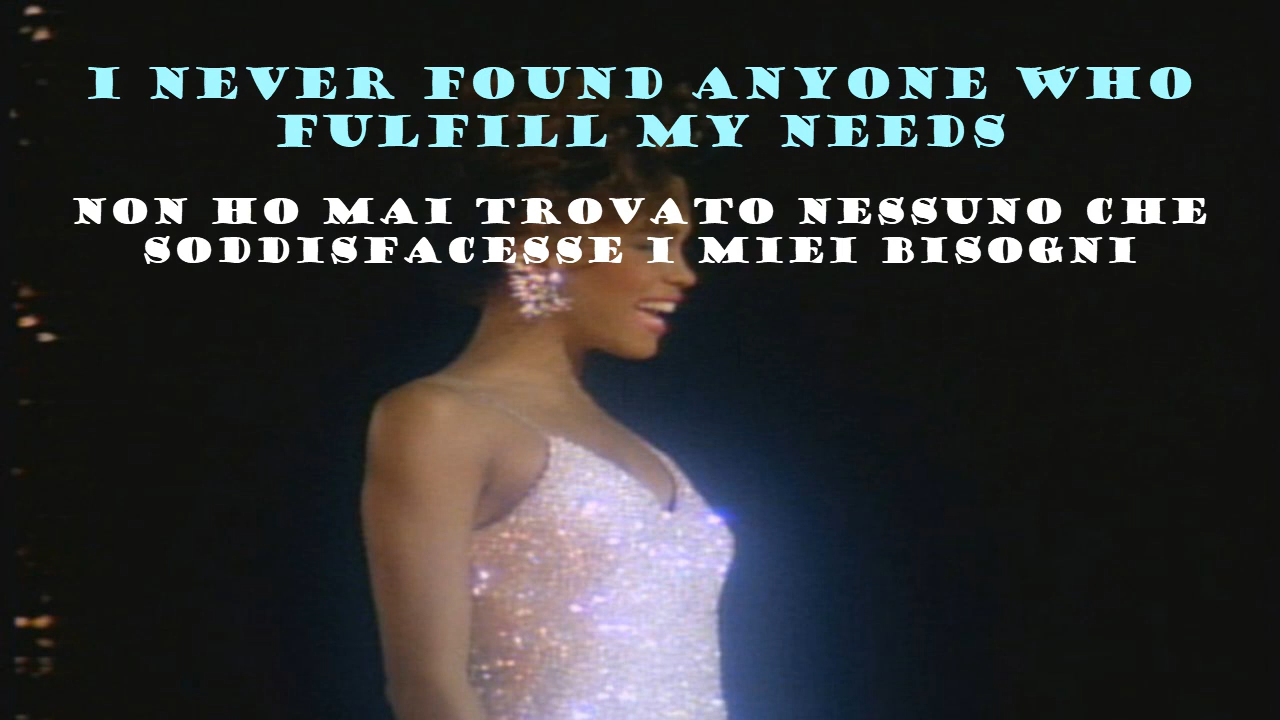 I NEVER FOUND ANYONE WHO
FULFILL MY NEEDS
NON HO MAI TROVATO NESSUNO CHE
SODDISFACESSE I MIEI BISOGNI